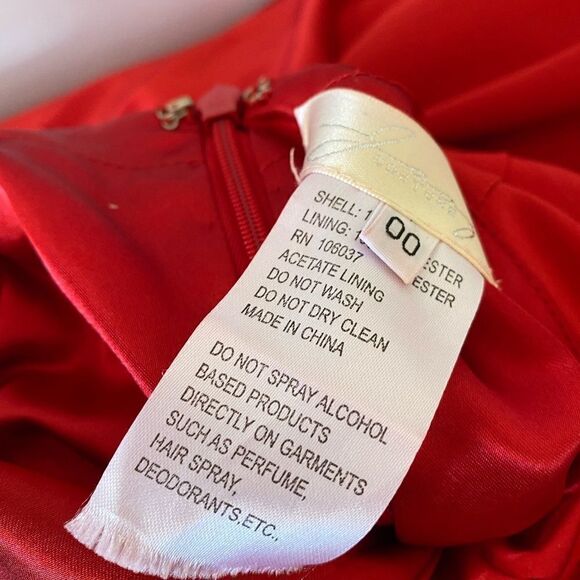 00
SHELL: 1 ESTER
LINING: ESTER
RN 106037
ACETATE LINING
DO NOT WASH
DO NOT DRY CLEAN
MADE IN CHINA
DO NOT SPRAY ALCOHOL
BASED PRODUCTS
DIRECTLY ON GARMENTS
SUCH AS PERFUME,
HAIR SPRAY,
DEODORANTS,ETC.,